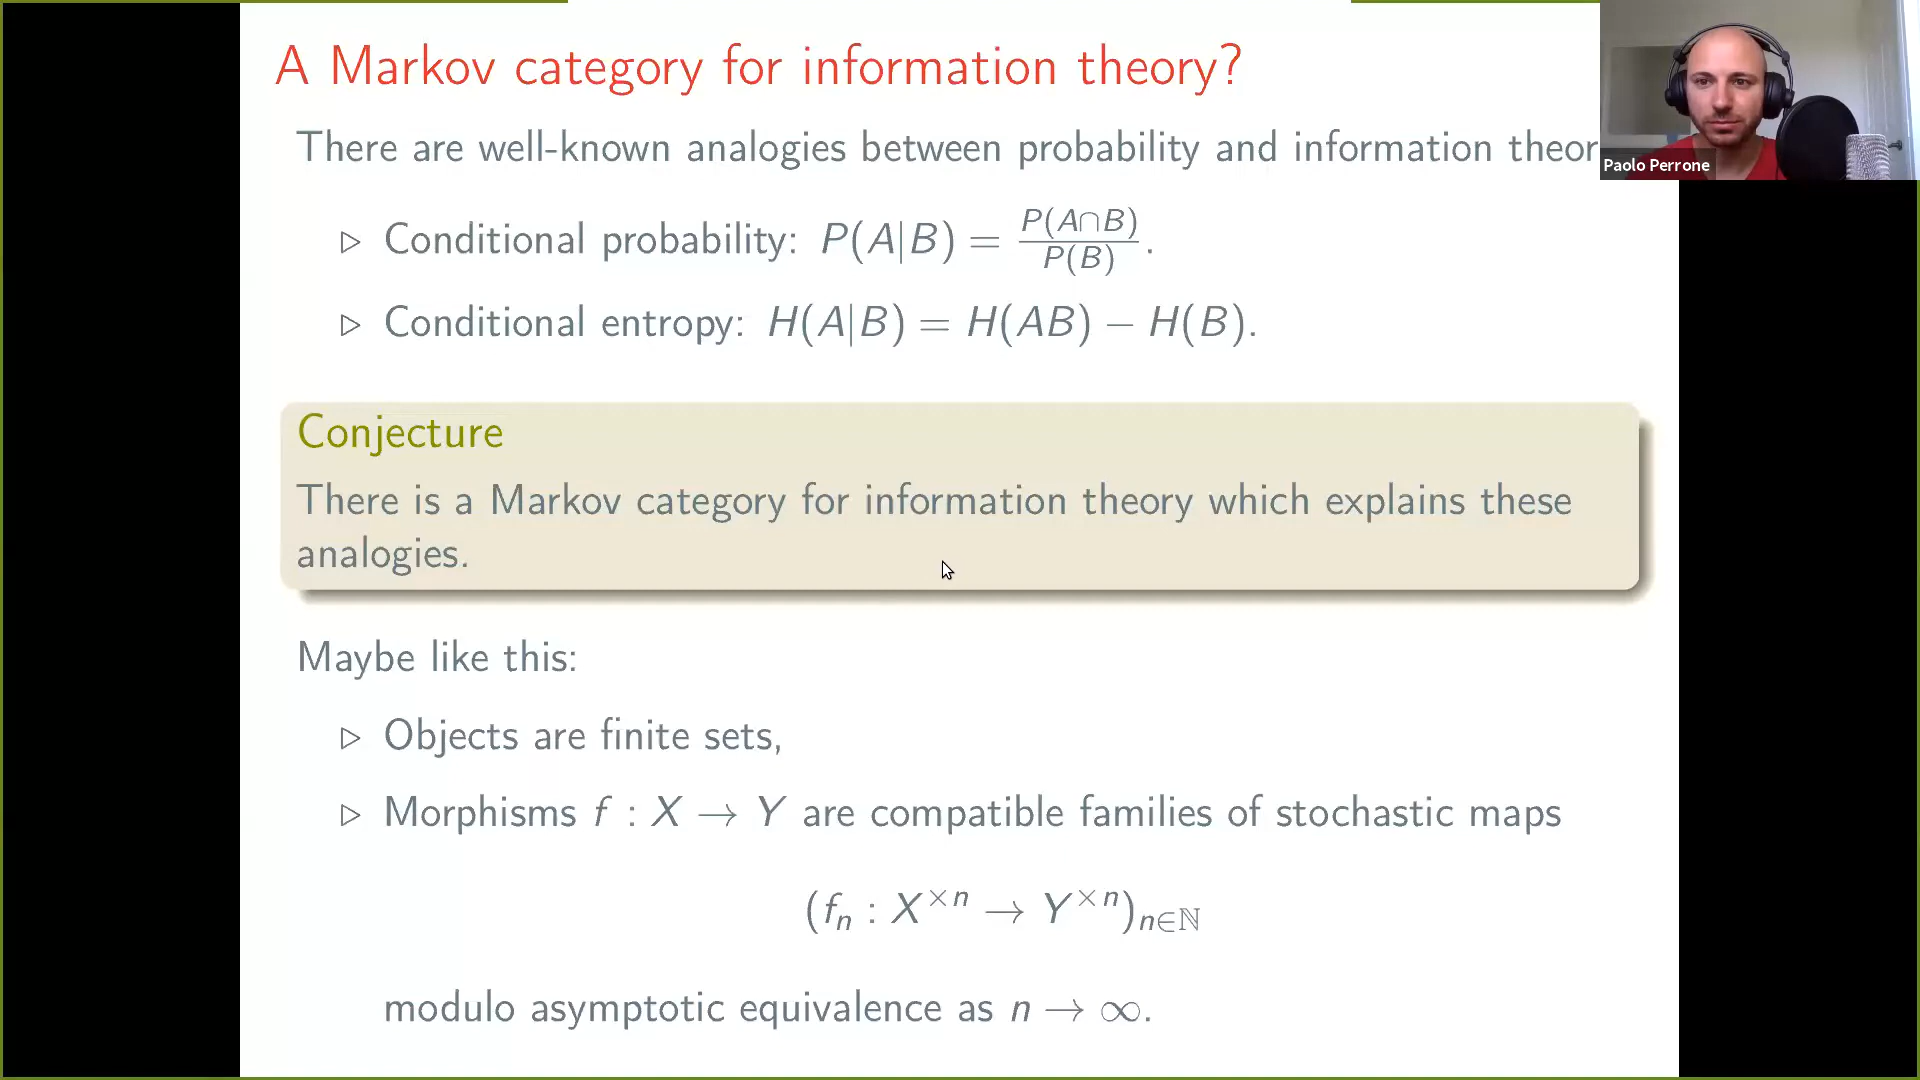 A Markov category for information theory?
There are well-known analogies between probability and information theor
Paolo Perrone
▷ Conditional probability: P(A|B) = P(A∩B)/P(B).
▷ Conditional entropy: H(A|B) = H(AB) − H(B).
Conjecture
There is a Markov category for information theory which explains these
analogies.
Maybe like this:
▷ Objects are finite sets,
▷ Morphisms f : X → Y are compatible families of stochastic maps
(fₙ : X^{×n} → Y^{×n})_{n∈ℕ}
modulo asymptotic equivalence as n → ∞.